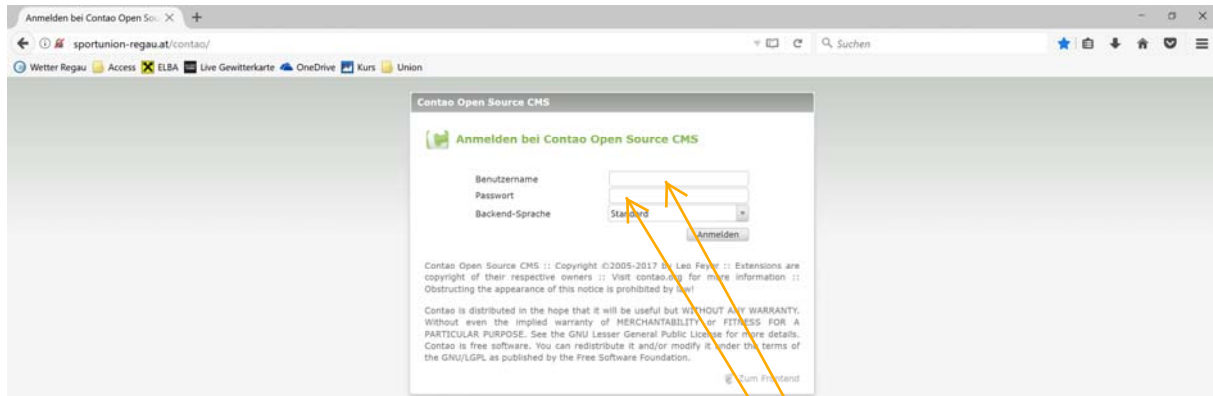 Anmelden bei Contao Open Sou
sportunion-regau.at/contao/
Suchen
Wetter Regau Access ELBA Live Gewitterkarte OneDrive Kurs Union
Contao Open Source CMS
Anmelden bei Contao Open Source CMS
Benutzername
Passwort
Backend-Sprache Standard
Anmelden
Contao Open Source CMS :: Copyright ©2005-2017 by Leo Feyer :: Extensions are
copyright of their respective owners :: Visit contao.org for more information ::
Obstructing the appearance of this notice is prohibited by law!
Contao is distributed in the hope that it will be useful but WITHOUT ANY WARRANTY.
Without even the implied warranty of MERCHANTABILITY or FITNESS FOR A
PARTICULAR PURPOSE. See the GNU Lesser General Public License for more details.
Contao is free software. You can redistribute it and/or modify it under the terms of
the GNU/LGPL as published by the Free Software Foundation.
Zum Frontend